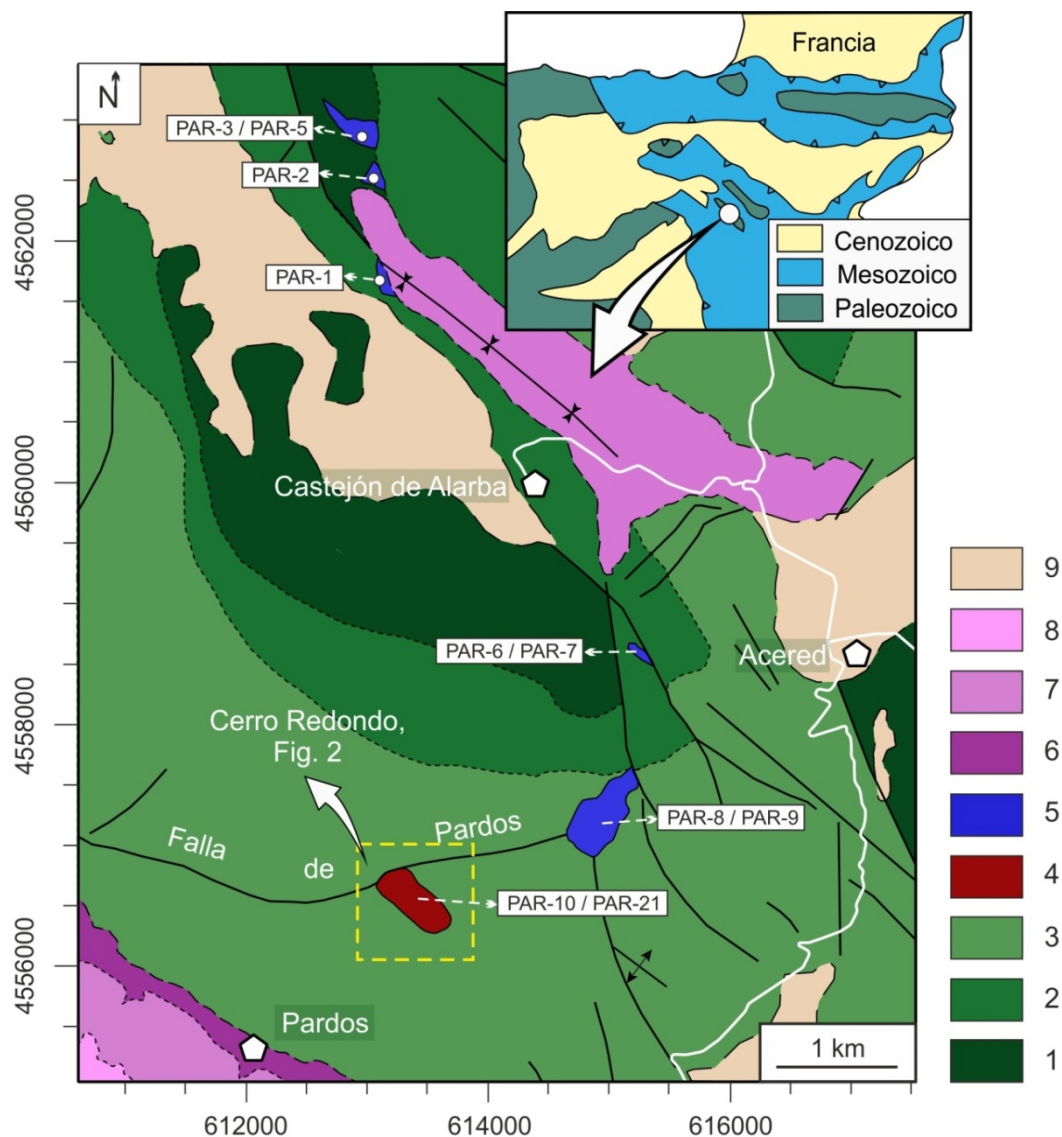 N
Francia
Cenozoico
Mesozoico
Paleozoico
PAR-3 / PAR-5
PAR-2
PAR-1
Castejón de Alarba
PAR-6 / PAR-7
Acered
Cerro Redondo,
Fig. 2
Falla de Pardos
PAR-8 / PAR-9
PAR-10 / PAR-21
Pardos
1 km
4562000
4560000
4558000
4556000
612000
614000
616000
9
8
7
6
5
4
3
2
1